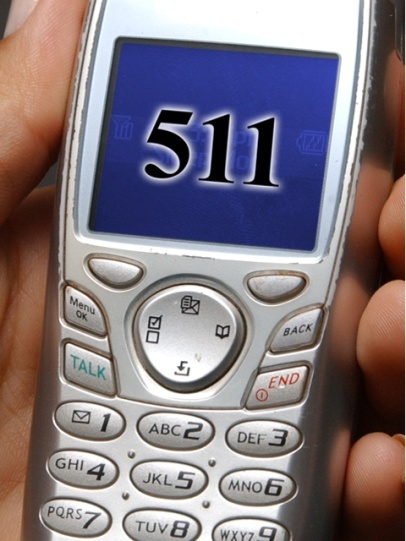 511
Menu
OK
BACK
TALK
END
1
ABC2
DEF3
GHI4
JKL5
MNO6
PQRS7
TUV8
WXYZ9